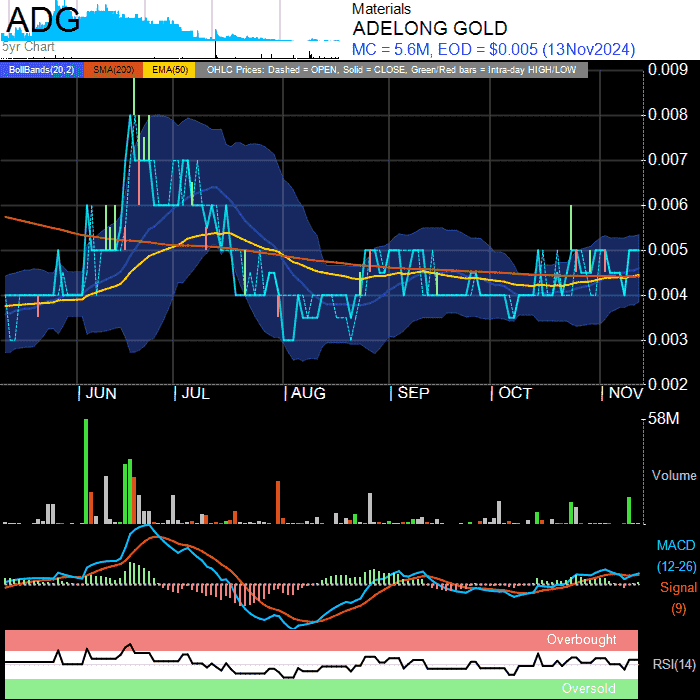 ADG
5yr Chart
Materials
ADELONG GOLD
MC = 5.6M, EOD = $0.005 (13Nov2024)
BollBands(20,2) SMA(200) EMA(50) OHLC Prices: Dashed = OPEN, Solid = CLOSE, Green/Red bars = Intra-day HIGH/LOW
0.009
0.008
0.007
0.006
0.005
0.004
0.003
0.002
JUN JUL AUG SEP OCT NOV
58M
Volume
MACD
(12-26)
Signal
(9)
Overbought
RSI(14)
Oversold